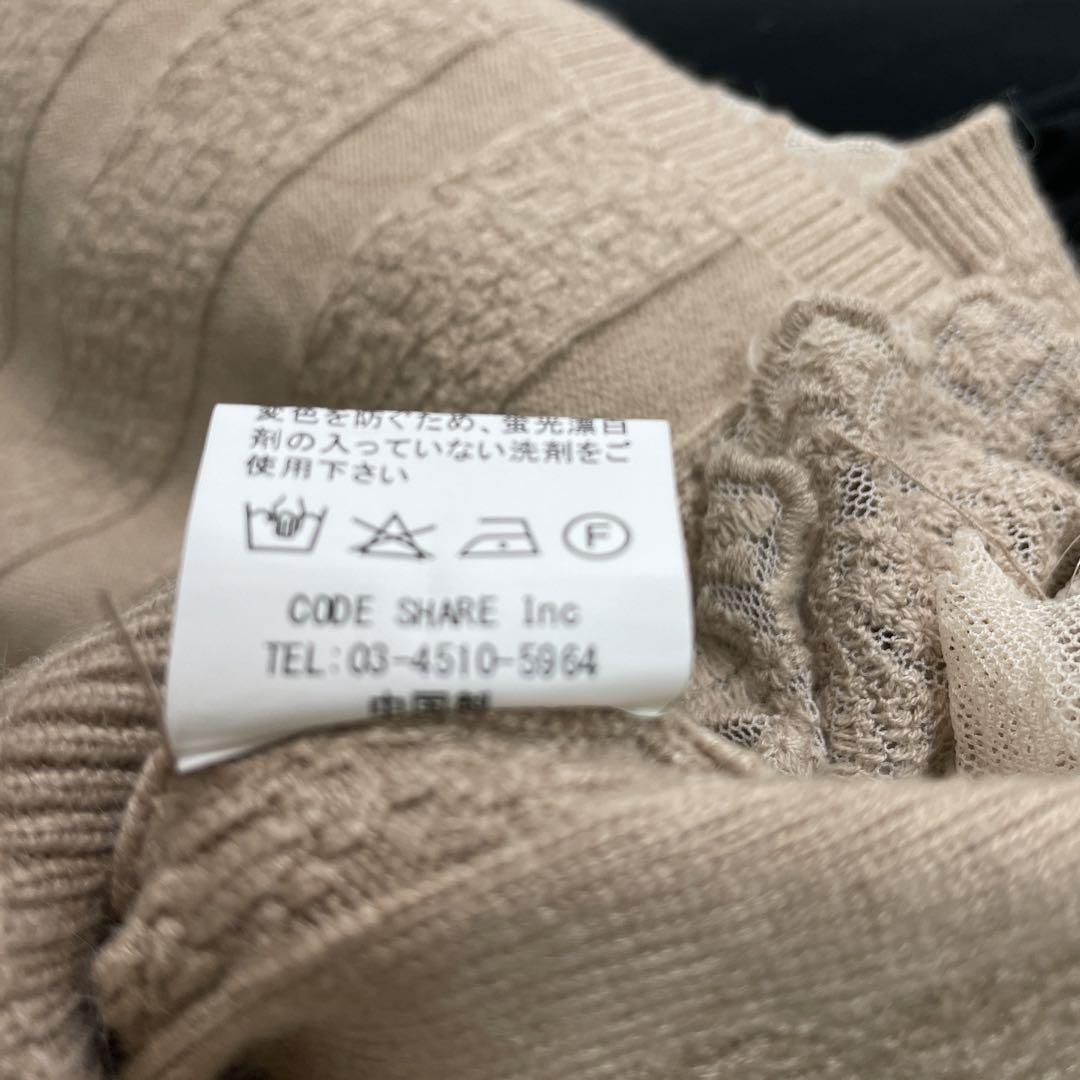 変色を防ぐため、蛍光漂白
剤の入っていない洗剤をご
使用下さい
F
CODE SHARE Inc
TEL:03-4510-5964
中国製